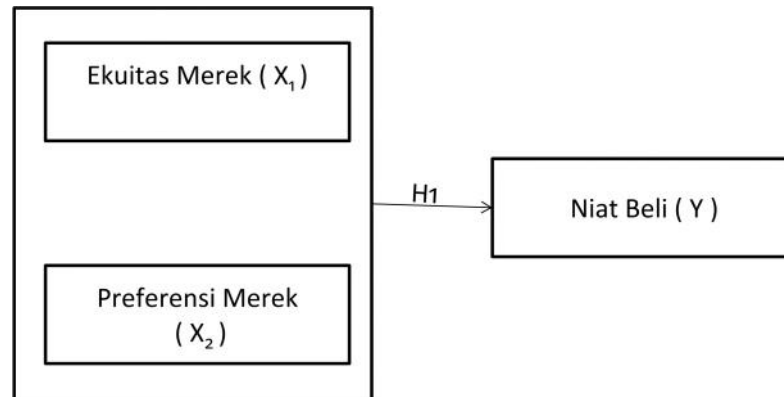 Ekuitas Merek ( X₁ )
H1
Niat Beli ( Y )
Preferensi Merek
( X₂ )